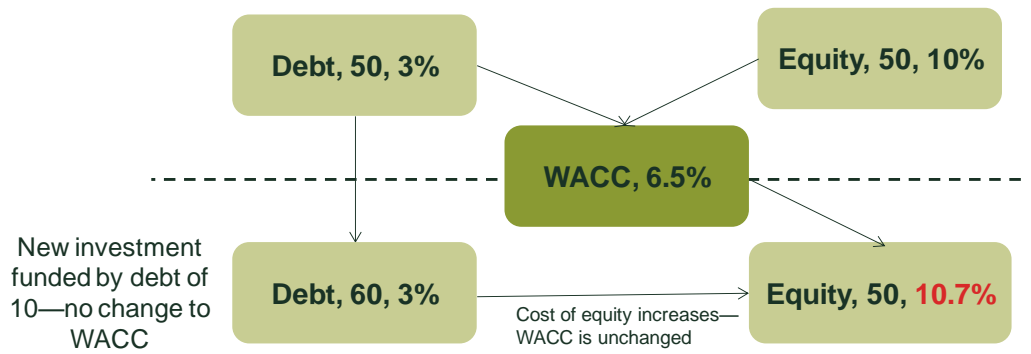 Debt, 50, 3%
Equity, 50, 10%
WACC, 6.5%
New investment
funded by debt of
10—no change to
WACC
Debt, 60, 3%
Cost of equity increases—
WACC is unchanged
Equity, 50, 10.7%